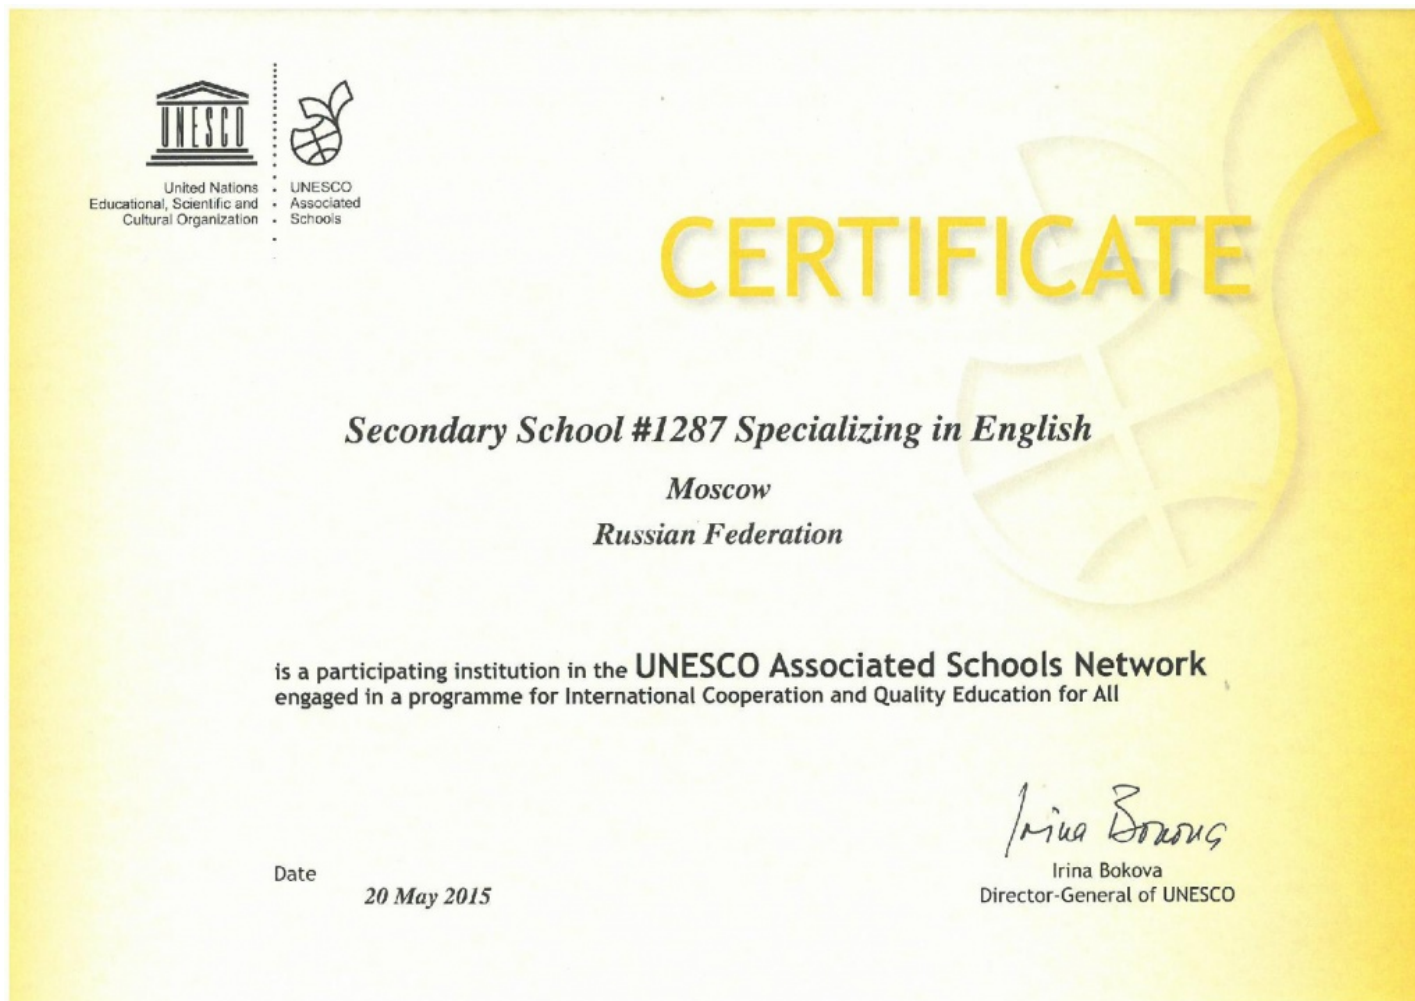 UNESCO
United Nations
Educational, Scientific and
Cultural Organization
UNESCO
Associated
Schools
CERTIFICATE
Secondary School #1287 Specializing in English
Moscow
Russian Federation
is a participating institution in the UNESCO Associated Schools Network
engaged in a programme for International Cooperation and Quality Education for All
Irina Bokova
Irina Bokova
Director-General of UNESCO
Date
20 May 2015